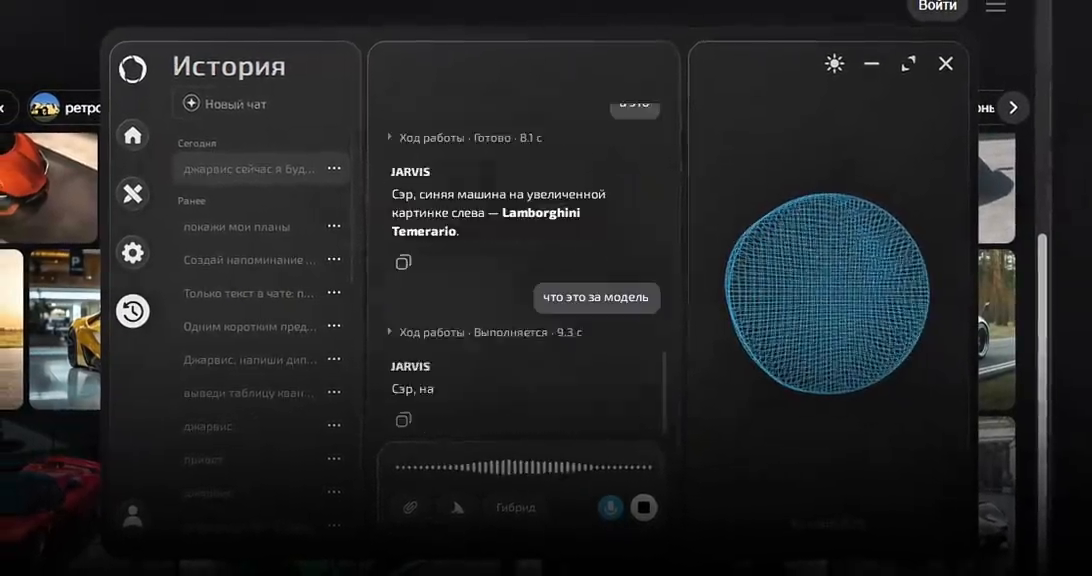 Войти
ретро
История
Новый чат
Сегодня
джарвис сейчас я буд...
Ранее
покажи мои планы
Создай напоминание ...
Только текст в чате: п...
Одним коротким пред...
Джарвис, напиши дип...
выведи таблицу кван...
джарвис
привет
а это
Ход работы · Готово · 8.1 с
JARVIS
Сэр, синяя машина на увеличенной
картинке слева — Lamborghini
Temerario.
что это за модель
Ход работы · Выполняется · 9.3 с
JARVIS
Сэр, на
Гибрид